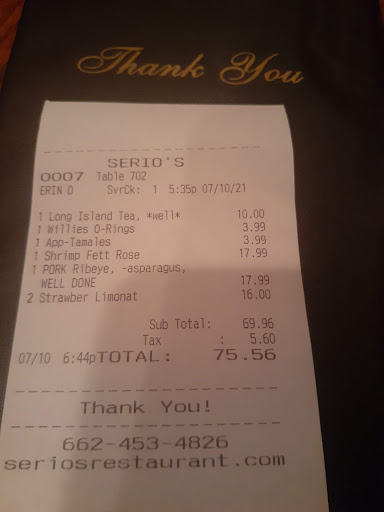 Thank You
SERIO'S
0007 Table 702
ERIN D SvrCk: 1 5:35p 07/10/21
1 Long Island Tea, *well* 10.00
1 Willies O-Rings 3.99
1 App-Tamales 3.99
1 Shrimp Fett Rose 17.99
1 PORK Ribeye, -asparagus,
WELL DONE 17.99
2 Strawber Limonat 16.00
Sub Total: 69.96
Tax : 5.60
07/10 6:44p TOTAL: 75.56
Thank You!
662-453-4826
seriosrestaurant.com